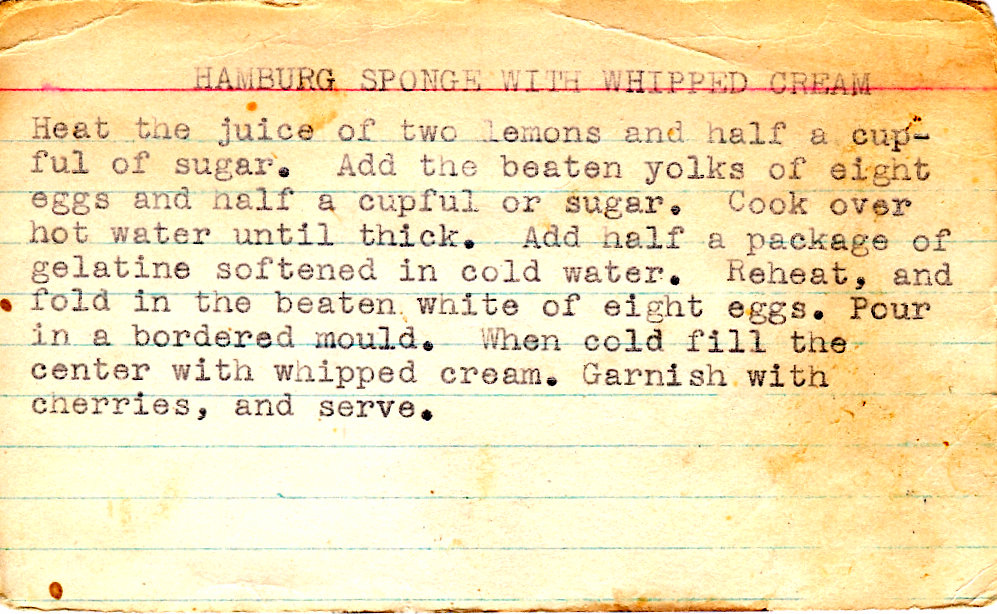 HAMBURG SPONGE WITH WHIPPED CREAM
Heat the juice of two lemons and half a cup-
ful of sugar. Add the beaten yolks of eight
eggs and half a cupful or sugar. Cook over
hot water until thick. Add half a package of
gelatine softened in cold water. Reheat, and
fold in the beaten white of eight eggs. Pour
in a bordered mould. When cold fill the
center with whipped cream. Garnish with
cherries, and serve.